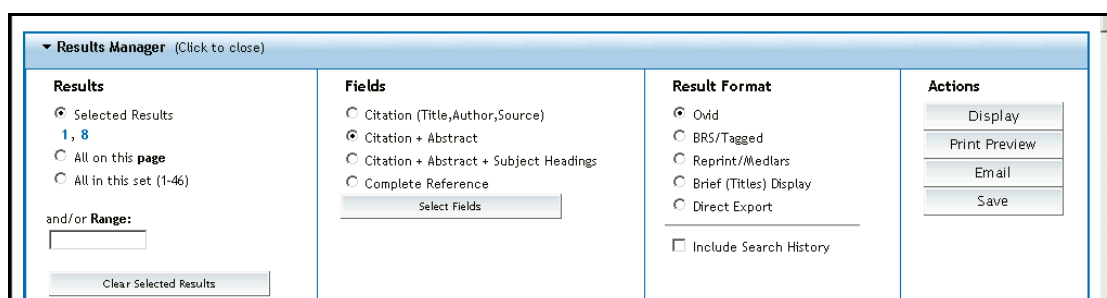 Results Manager (Click to close)
Results
Selected Results
1, 8
All on this page
All in this set (1-46)
and/or Range:
Clear Selected Results
Fields
Citation (Title,Author,Source)
Citation + Abstract
Citation + Abstract + Subject Headings
Complete Reference
Select Fields
Result Format
Ovid
BRS/Tagged
Reprint/Medlars
Brief (Titles) Display
Direct Export
Include Search History
Actions
Display
Print Preview
Email
Save